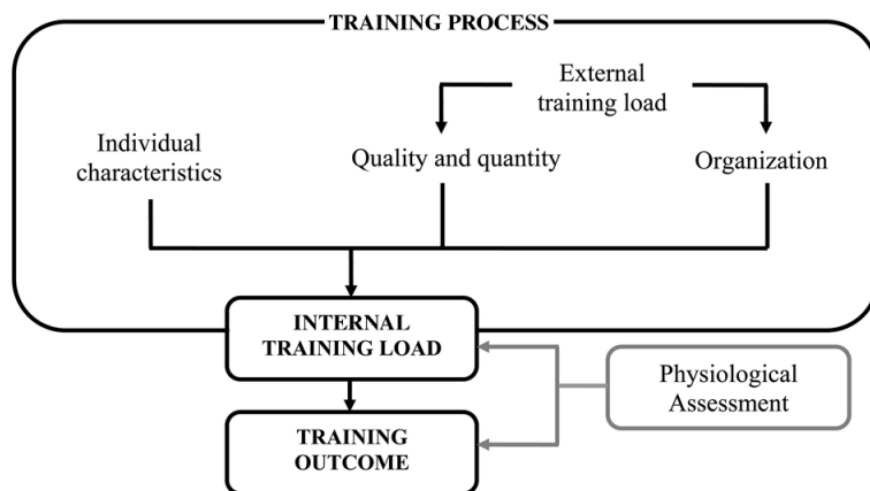 TRAINING PROCESS
External
training load
Individual
characteristics
Quality and quantity
Organization
INTERNAL
TRAINING LOAD
Physiological
Assessment
TRAINING
OUTCOME